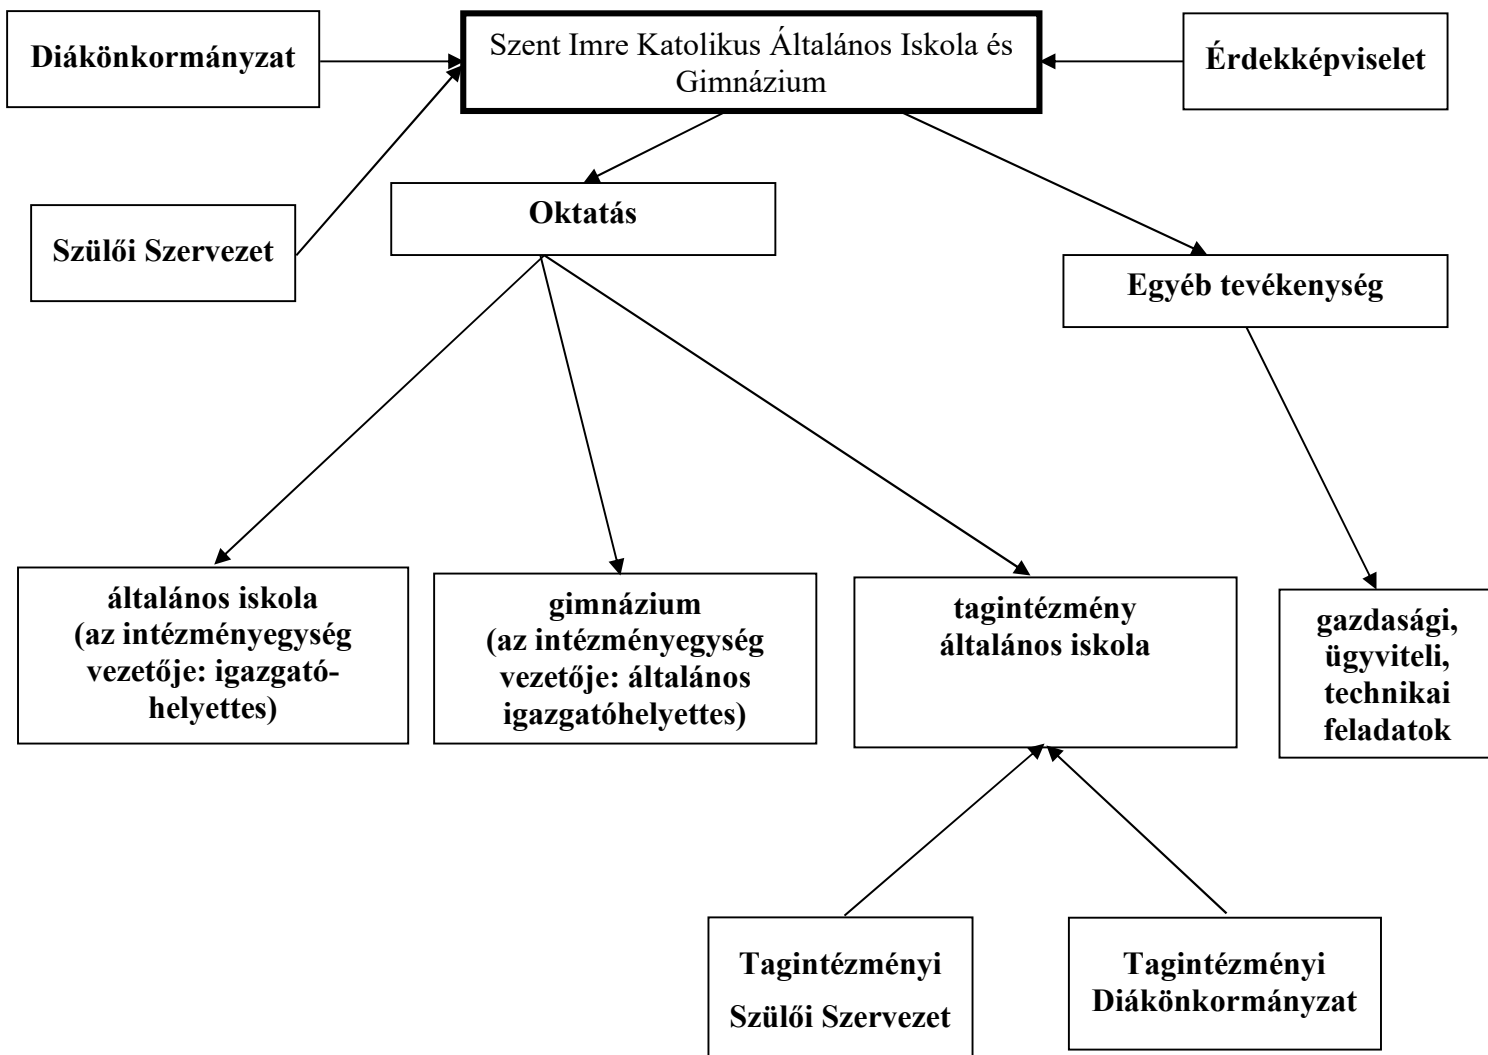 Diákönkormányzat
Szent Imre Katolikus Általános Iskola és
Gimnázium
Érdekképviselet
Szülői Szervezet
Oktatás
Egyéb tevékenység
általános iskola
(az intézményegység
vezetője: igazgató-
helyettes)
gimnázium
(az intézményegység
vezetője: általános
igazgatóhelyettes)
tagintézmény
általános iskola
gazdasági,
ügyviteli,
technikai
feladatok
Tagintézményi
Szülői Szervezet
Tagintézményi
Diákönkormányzat